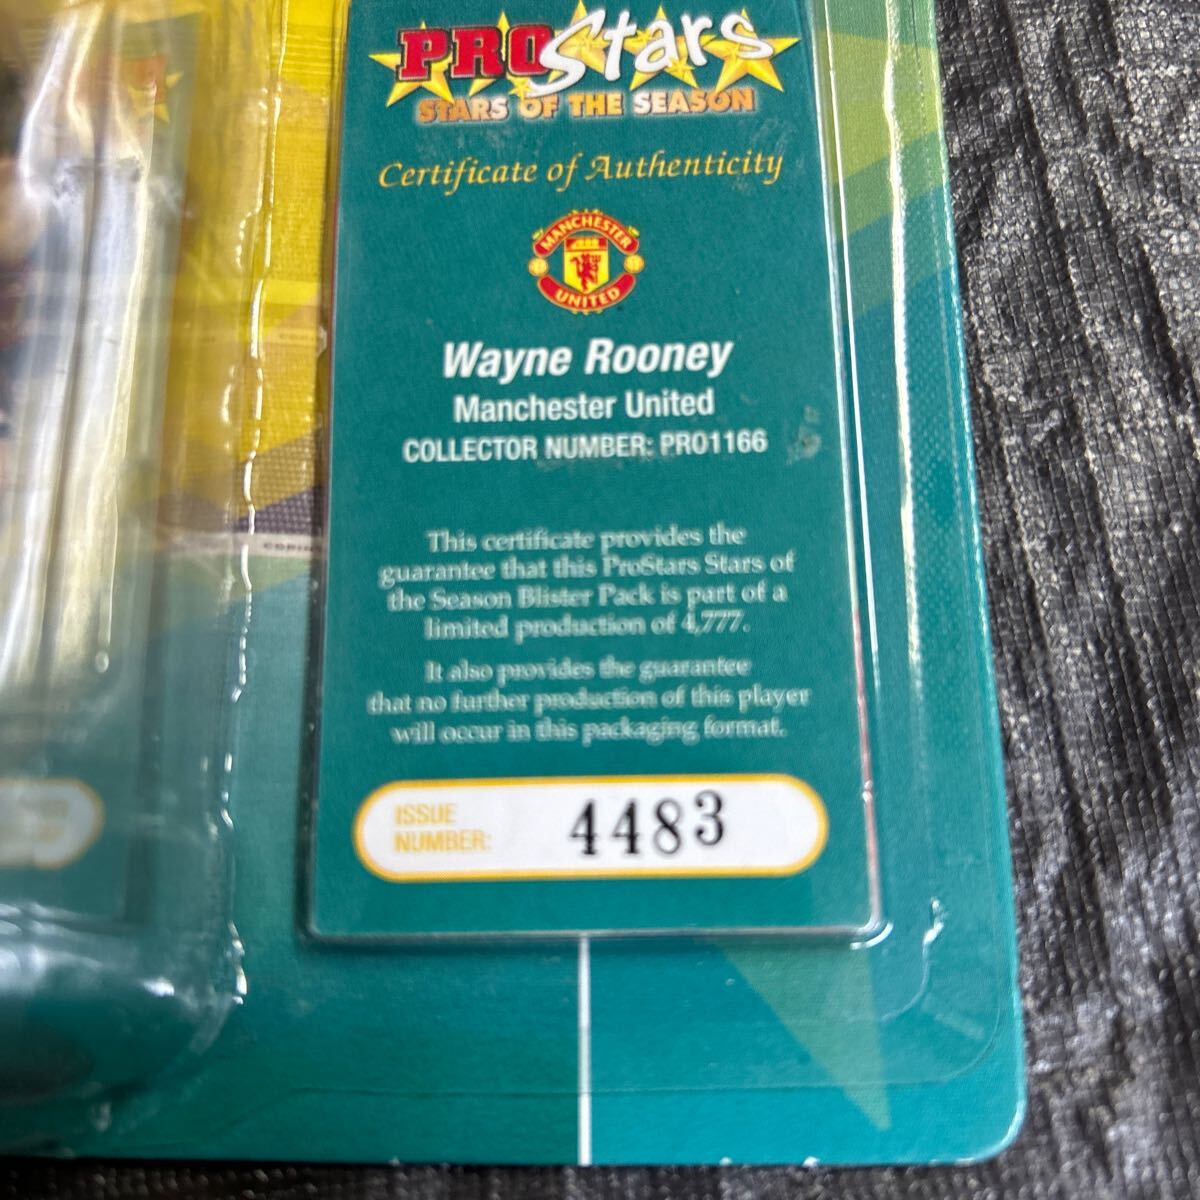 PROStars
STARS OF THE SEASON
Certificate of Authenticity
MANCHESTER
UNITED
Wayne Rooney
Manchester United
COLLECTOR NUMBER: PRO1166
This certificate provides the
guarantee that this ProStars Stars of
the Season Blister Pack is part of a
limited production of 4,777.
It also provides the guarantee
that no further production of this player
will occur in this packaging format.
ISSUE
NUMBER:
4483